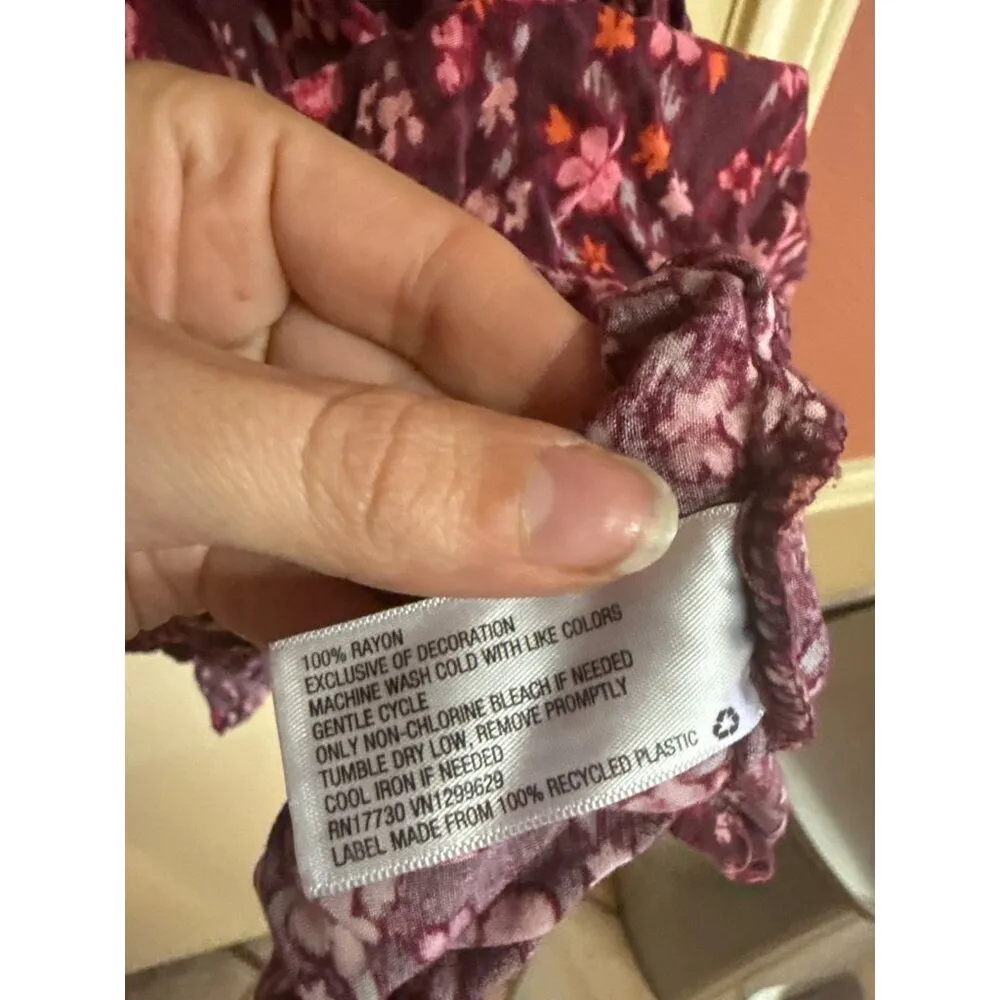 100% RAYON
EXCLUSIVE OF DECORATION
MACHINE WASH COLD WITH LIKE COLORS
GENTLE CYCLE
ONLY NON-CHLORINE BLEACH IF NEEDED
TUMBLE DRY LOW, REMOVE PROMPTLY
COOL IRON IF NEEDED
RN17730 VN1299629
LABEL MADE FROM 100% RECYCLED PLASTIC